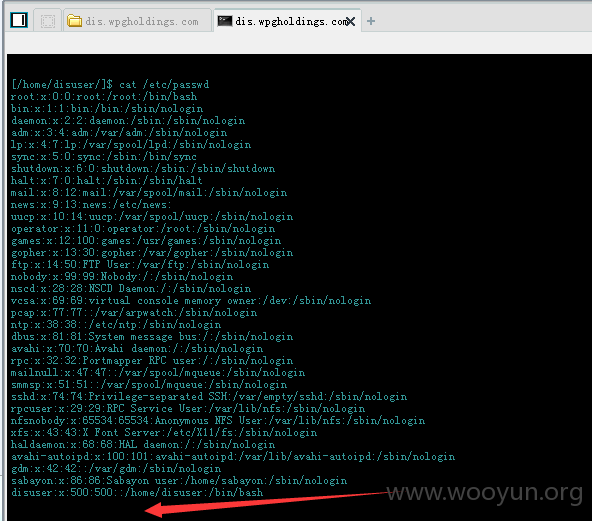 dis.wpgholdings.com
dis.wpgholdings.com
[/home/disuser/]$ cat /etc/passwd
root:x:0:0:root:/root:/bin/bash
bin:x:1:1:bin:/bin:/sbin/nologin
daemon:x:2:2:daemon:/sbin:/sbin/nologin
adm:x:3:4:adm:/var/adm:/sbin/nologin
lp:x:4:7:lp:/var/spool/lpd:/sbin/nologin
sync:x:5:0:sync:/sbin:/bin/sync
shutdown:x:6:0:shutdown:/sbin:/sbin/shutdown
halt:x:7:0:halt:/sbin:/sbin/halt
mail:x:8:12:mail:/var/spool/mail:/sbin/nologin
news:x:9:13:news:/etc/news:
uucp:x:10:14:uucp:/var/spool/uucp:/sbin/nologin
operator:x:11:0:operator:/root:/sbin/nologin
games:x:12:100:games:/usr/games:/sbin/nologin
gopher:x:13:30:gopher:/var/gopher:/sbin/nologin
ftp:x:14:50:FTP User:/var/ftp:/sbin/nologin
nobody:x:99:99:Nobody:/:/sbin/nologin
nscd:x:28:28:NSCD Daemon:/:/sbin/nologin
vcsa:x:69:69:virtual console memory owner:/dev:/sbin/nologin
pcap:x:77:77::/var/arpwatch:/sbin/nologin
ntp:x:38:38::/etc/ntp:/sbin/nologin
dbus:x:81:81:System message bus:/:/sbin/nologin
avahi:x:70:70:Avahi daemon:/:/sbin/nologin
rpc:x:32:32:Portmapper RPC user:/:/sbin/nologin
mailnull:x:47:47::/var/spool/mqueue:/sbin/nologin
smmsp:x:51:51::/var/spool/mqueue:/sbin/nologin
sshd:x:74:74:Privilege-separated SSH:/var/empty/sshd:/sbin/nologin
rpcuser:x:29:29:RPC Service User:/var/lib/nfs:/sbin/nologin
nfsnobody:x:65534:65534:Anonymous NFS User:/var/lib/nfs:/sbin/nologin
xfs:x:43:43:X Font Server:/etc/X11/fs:/sbin/nologin
haldaemon:x:68:68:HAL daemon:/:/sbin/nologin
avahi-autoipd:x:100:101:avahi-autoipd:/var/lib/avahi-autoipd:/sbin/nologin
gdm:x:42:42::/var/gdm:/sbin/nologin
sabayon:x:86:86:Sabayon user:/home/sabayon:/sbin/nologin
disuser:x:500:500::/home/disuser:/bin/bash
www.wooyun.org